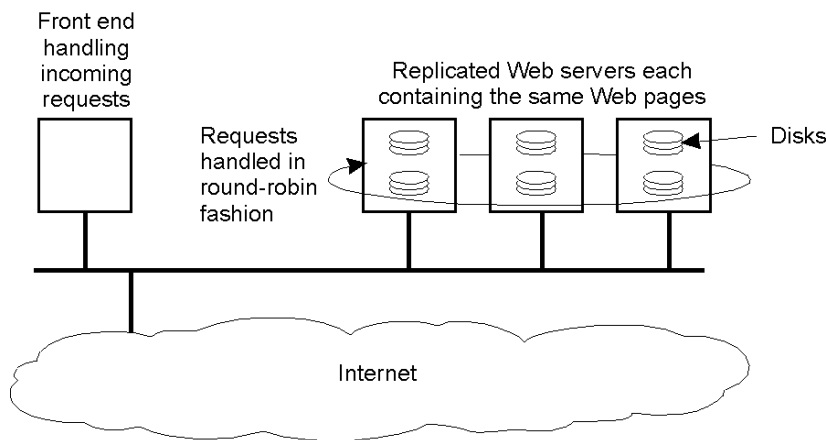 Front end
handling
incoming
requests
Replicated Web servers each
containing the same Web pages
Requests
handled in
round-robin
fashion
Disks
Internet